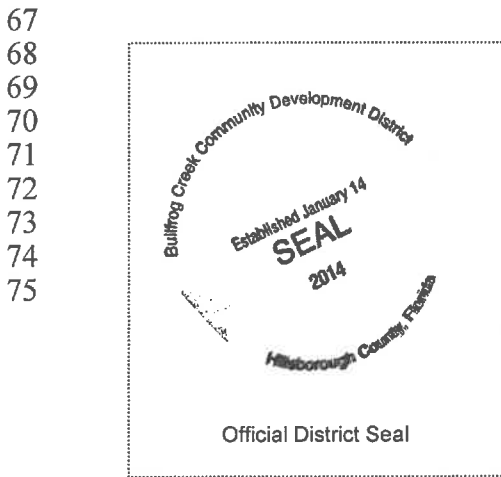 67
68
69
70
71
72
73
74
75
Bullfrog Creek Community Development District
Established January 14
SEAL
2014
Hillsborough County, Florida
Official District Seal